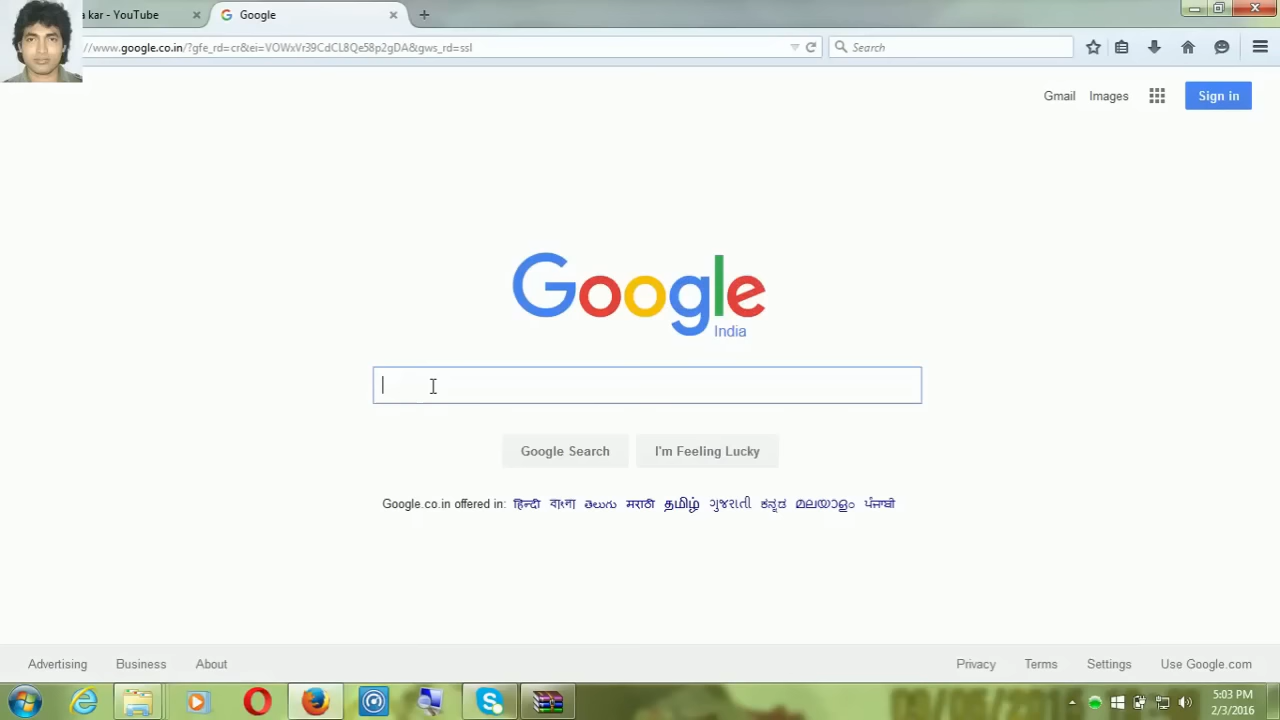 a kar - YouTube
Google
//www.google.co.in/?gfe_rd=cr&ei=VOWxVr39CdCL8Qe58p2gDA&gws_rd=ssl
Search
Gmail Images Sign in
Google
India
Google Search I'm Feeling Lucky
Google.co.in offered in: हिन्दी বাংলা తెలుగు मराठी தமிழ் ગુજરાતી ಕನ್ನಡ മലയാളം ਪੰਜਾਬੀ
Advertising Business About Privacy Terms Settings Use Google.com
5:03 PM
2/3/2016